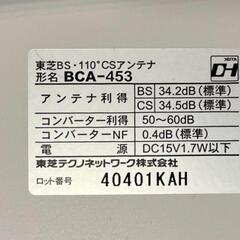 JEITA
DH
東芝BS・110°CSアンテナ
形名 BCA-453
アンテナ利得 BS 34.2dB(標準)
CS 34.5dB(標準)
コンバーター利得 50〜60dB
コンバーターNF 0.4dB(標準)
電源 DC15V1.7W以下
東芝テクノネットワーク株式会社
ロット番号 40401KAH